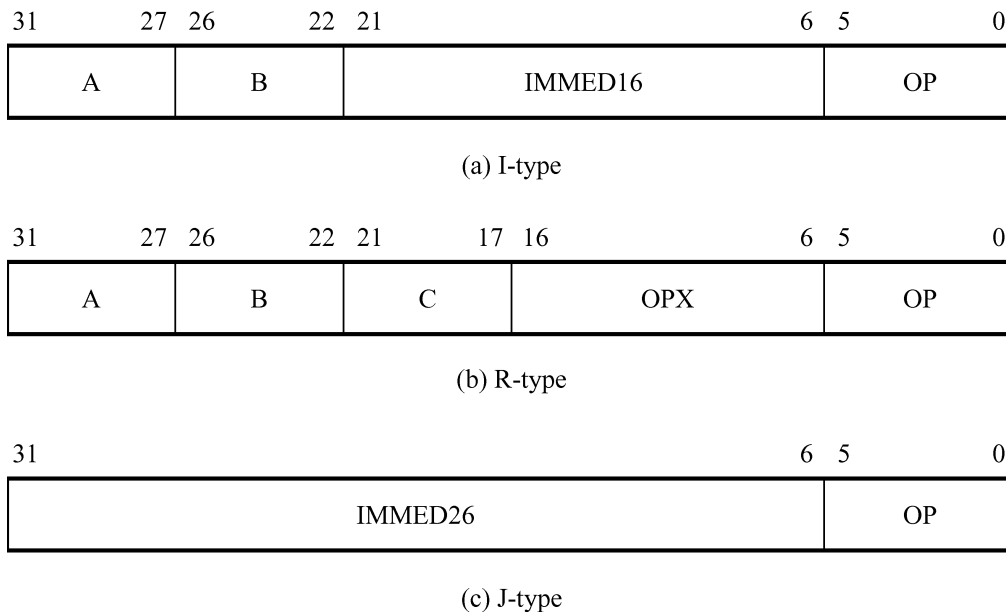 31 27 26 22 21 6 5 0
A B IMMED16 OP
(a) I-type
31 27 26 22 21 17 16 6 5 0
A B C OPX OP
(b) R-type
31 6 5 0
IMMED26 OP
(c) J-type